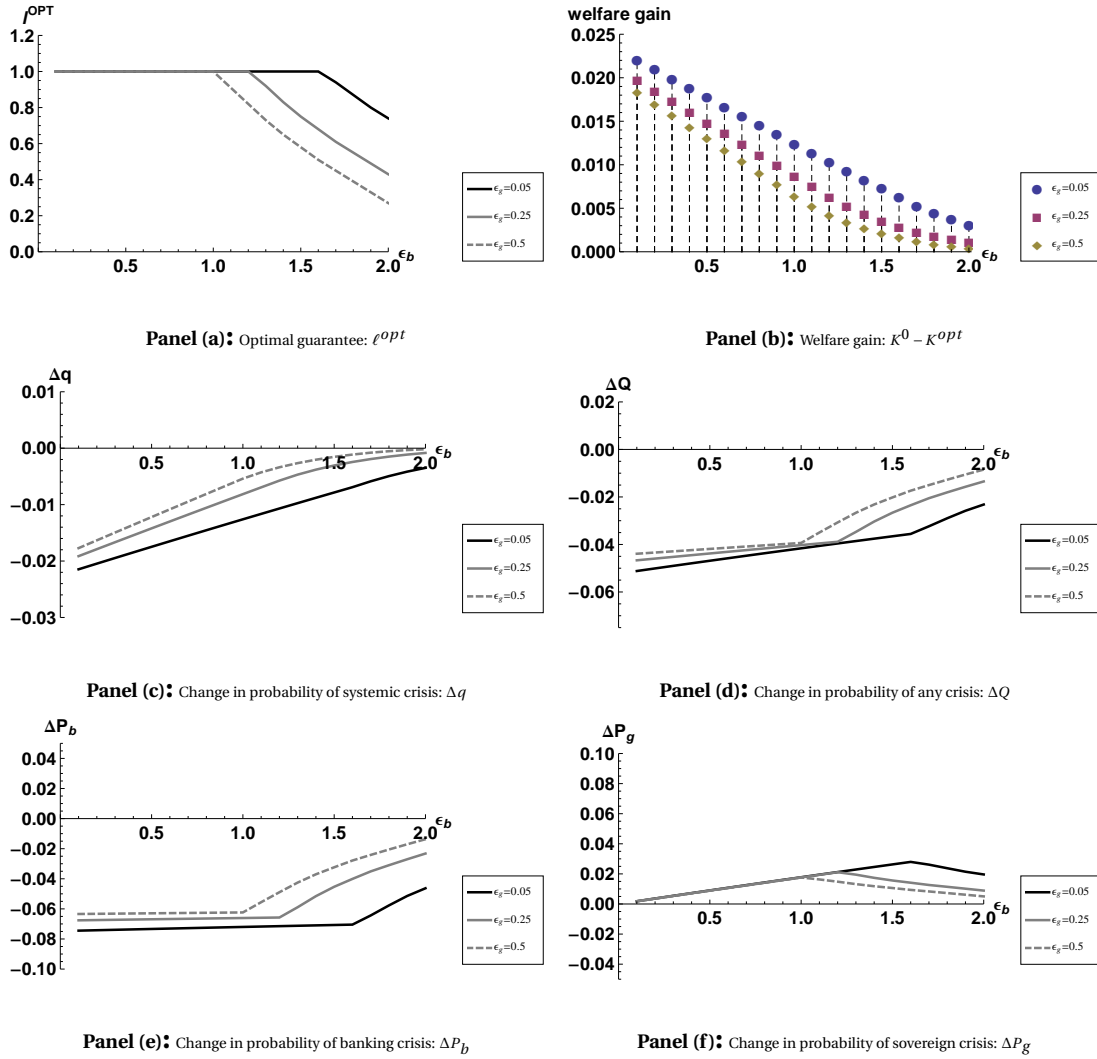 l^OPT
1.2
1.0
0.8
0.6
0.4
0.2
0.0
0.5 1.0 1.5 2.0 ϵ_b
ϵ_g=0.05
ϵ_g=0.25
ϵ_g=0.5
Panel (a): Optimal guarantee: ℓ^opt
welfare gain
0.025
0.020
0.015
0.010
0.005
0.000
0.5 1.0 1.5 2.0 ϵ_b
ϵ_g=0.05
ϵ_g=0.25
ϵ_g=0.5
Panel (b): Welfare gain: K^0 − K^opt
Δq
0.01
0.00
−0.01
−0.02
−0.03
0.5 1.0 1.5 2.0 ϵ_b
ϵ_g=0.05
ϵ_g=0.25
ϵ_g=0.5
Panel (c): Change in probability of systemic crisis: Δq
ΔQ
0.02
0.00
−0.02
−0.04
−0.06
0.5 1.0 1.5 2.0 ϵ_b
ϵ_g=0.05
ϵ_g=0.25
ϵ_g=0.5
Panel (d): Change in probability of any crisis: ΔQ
ΔP_b
0.04
0.02
0.00
−0.02
−0.04
−0.06
−0.08
−0.10
0.5 1.0 1.5 2.0 ϵ_b
ϵ_g=0.05
ϵ_g=0.25
ϵ_g=0.5
Panel (e): Change in probability of banking crisis: ΔP_b
ΔP_g
0.10
0.08
0.06
0.04
0.02
0.00
−0.02
−0.04
0.5 1.0 1.5 2.0 ϵ_b
ϵ_g=0.05
ϵ_g=0.25
ϵ_g=0.5
Panel (f): Change in probability of sovereign crisis: ΔP_g